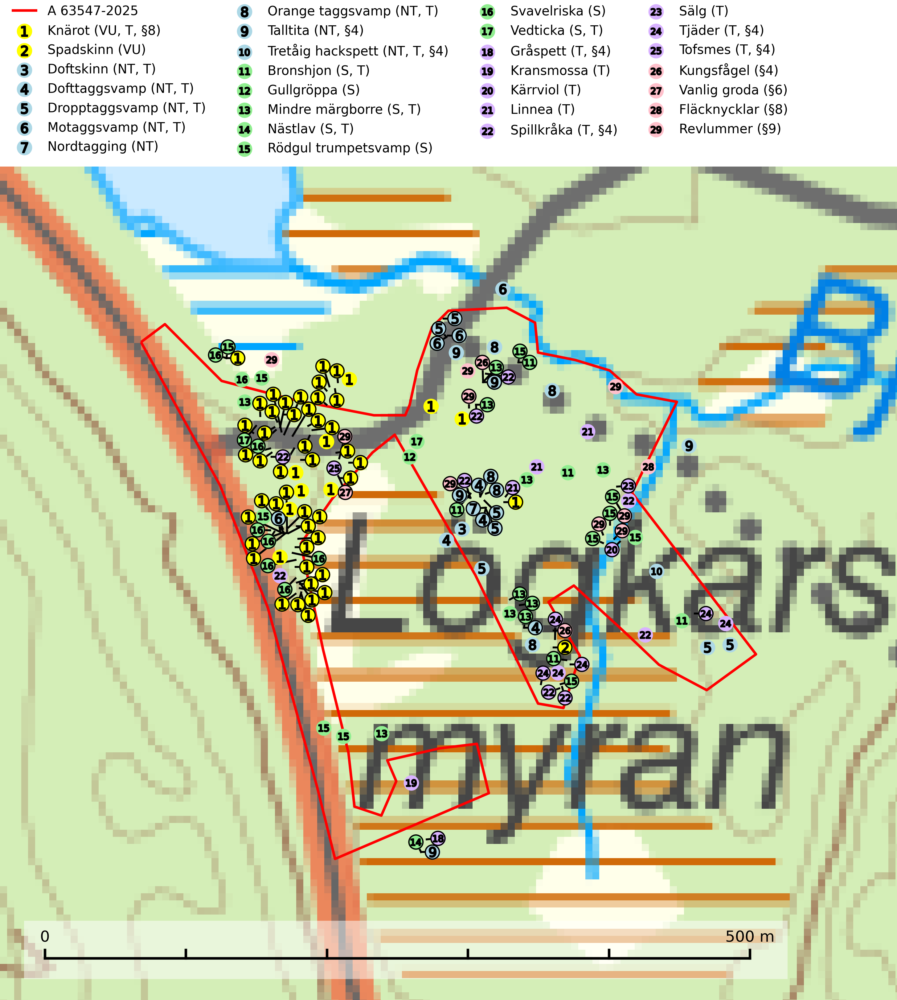 A 63547-2025
1 Knärot (VU, T, §8)
2 Spadskinn (VU)
3 Doftskinn (NT, T)
4 Dofttaggsvamp (NT, T)
5 Dropptaggsvamp (NT, T)
6 Motaggsvamp (NT, T)
7 Nordtagging (NT)
8 Orange taggsvamp (NT, T)
9 Talltita (NT, §4)
10 Tretåig hackspett (NT, T, §4)
11 Bronshjon (S, T)
12 Gullgröppa (S)
13 Mindre märgborre (S, T)
14 Nästlav (S, T)
15 Rödgul trumpetsvamp (S)
16 Svavelriska (S)
17 Vedticka (S, T)
18 Gråspett (T, §4)
19 Kransmossa (T)
20 Kärrviol (T)
21 Linnea (T)
22 Spillkråka (T, §4)
23 Sälg (T)
24 Tjäder (T, §4)
25 Tofsmes (T, §4)
26 Kungsfågel (§4)
27 Vanlig groda (§6)
28 Fläcknycklar (§8)
29 Revlummer (§9)
myran
0 500 m